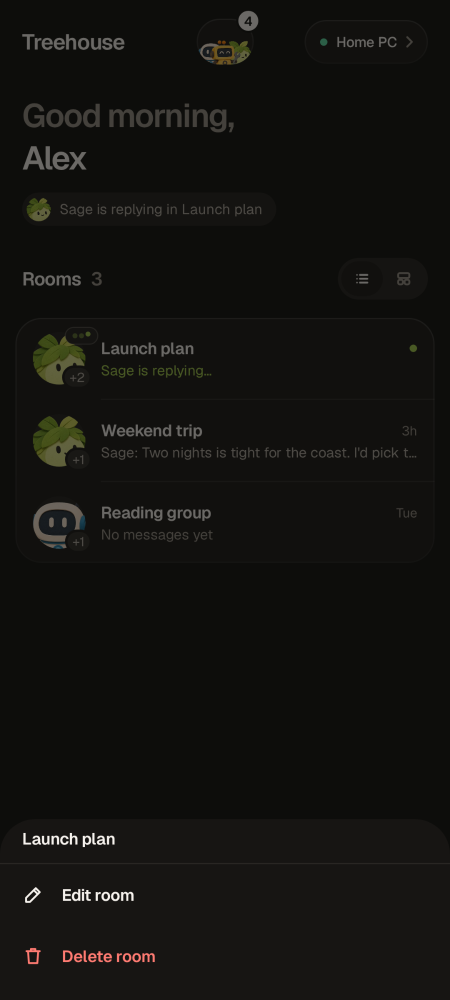 Treehouse
4
Home PC
Good morning,
Alex
Sage is replying in Launch plan
Rooms 3
Launch plan
+2
Sage is replying...
Weekend trip
3h
+1
Sage: Two nights is tight for the coast. I'd pick t...
Reading group
Tue
+1
No messages yet
Launch plan
Edit room
Delete room